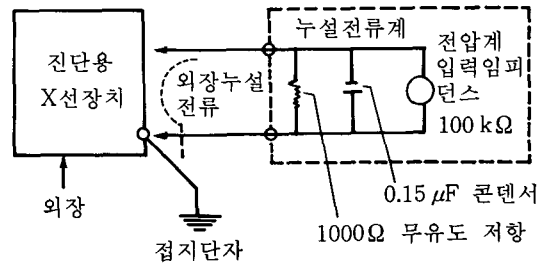 진단용
X선장치
외장
외장누설
전류
접지단자
누설전류계
전압계
입력임피
던스
100 kΩ
0.15 μF 콘덴서
1000Ω 무유도 저항